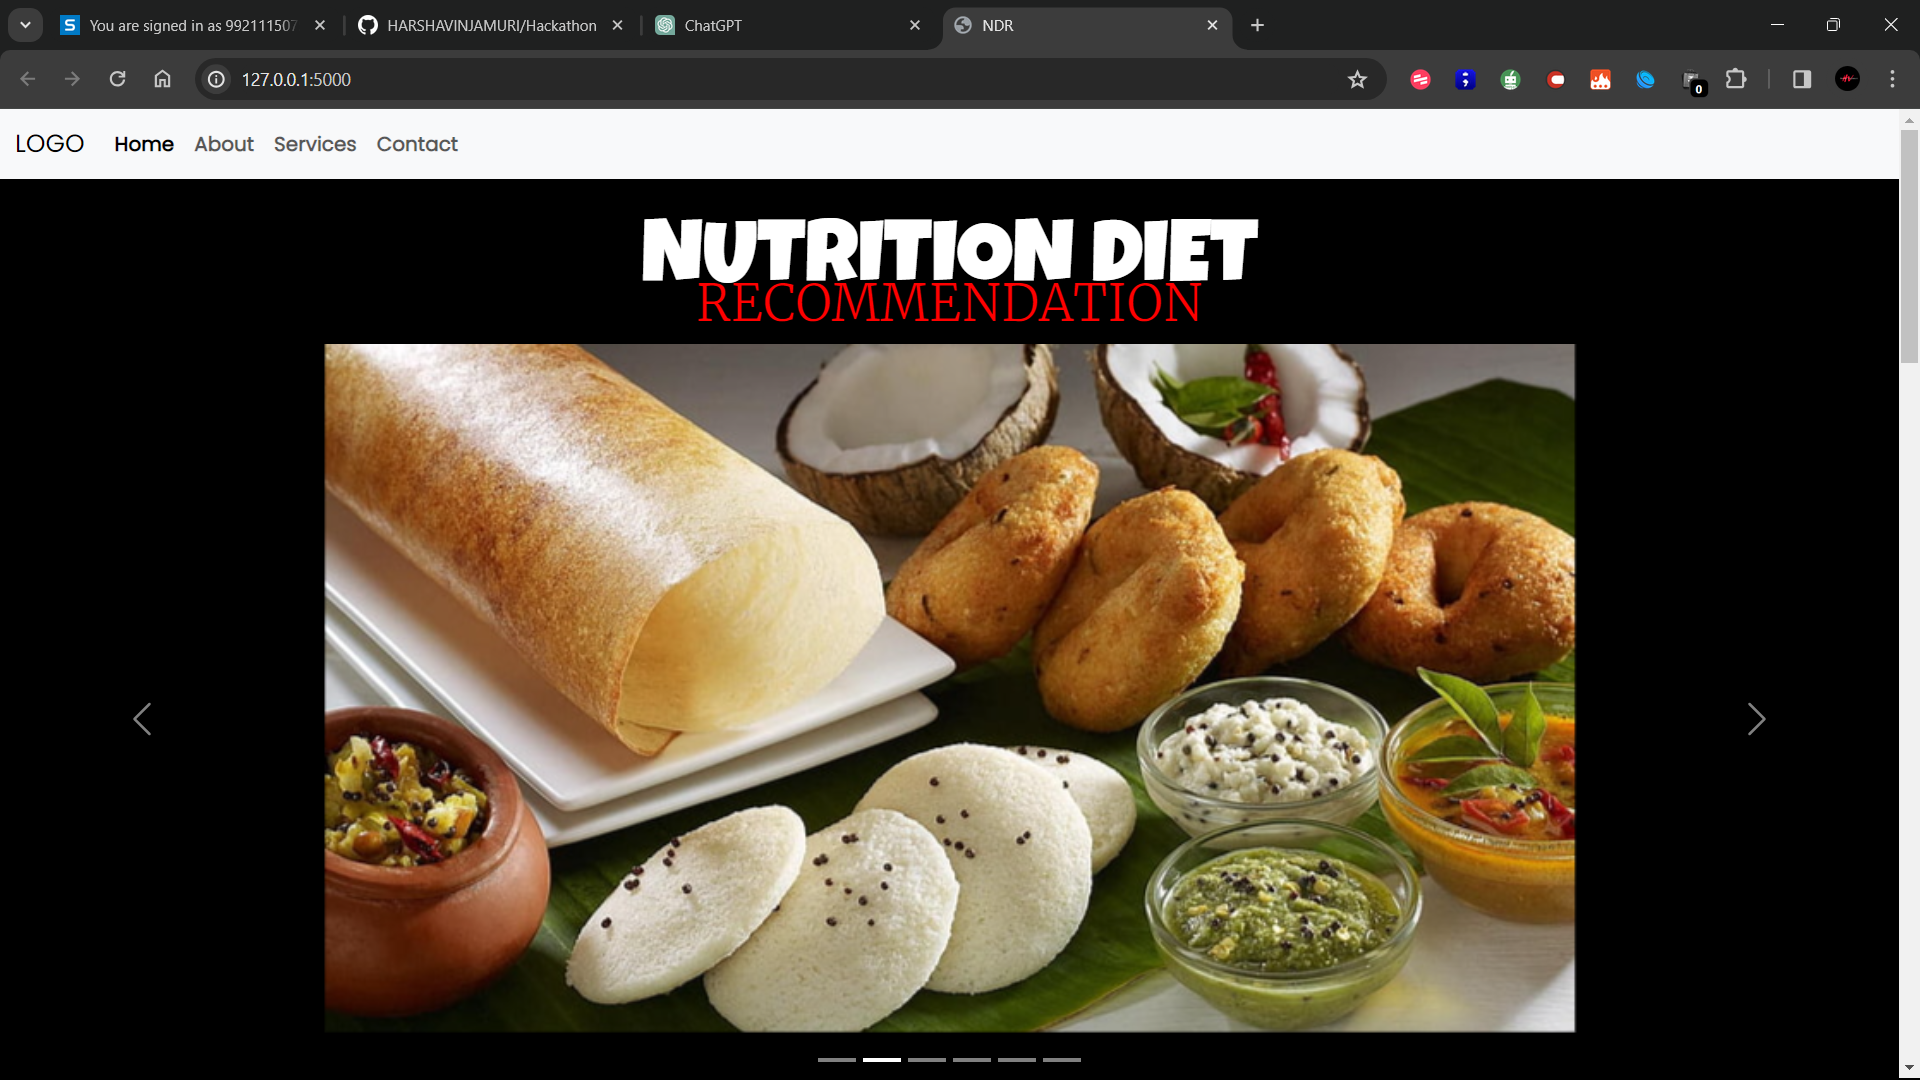 You are signed in as 992111507
HARSHAVINJAMURI/Hackathon
ChatGPT
NDR
127.0.0.1:5000
0
LOGO Home About Services Contact
NUTRITION DIET
RECOMMENDATION